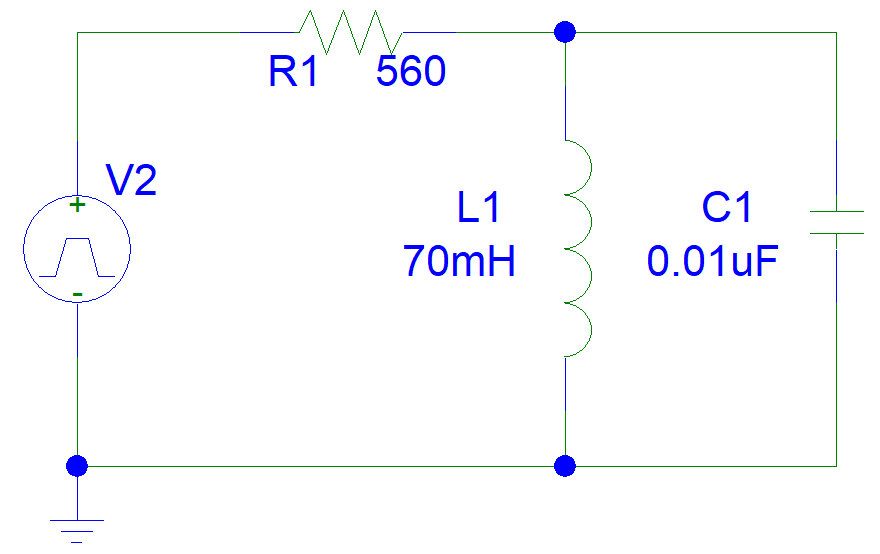 R1 560
V2
+
L1
70mH
C1
0.01uF
-